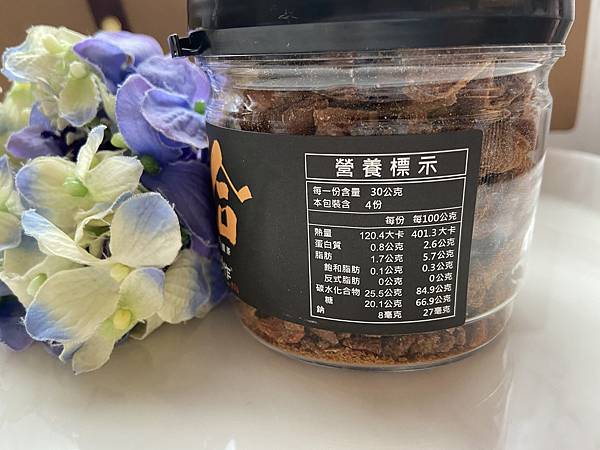 合
營養標示
每一份含量 30公克
本包裝含 4份
每份 每100公克
熱量 120.4大卡 401.3大卡
蛋白質 0.8公克 2.6公克
脂肪 1.7公克 5.7公克
飽和脂肪 0.1公克 0.3公克
反式脂肪 0公克 0公克
碳水化合物 25.5公克 84.9公克
糖 20.1公克 66.9公克
鈉 8毫克 27毫克